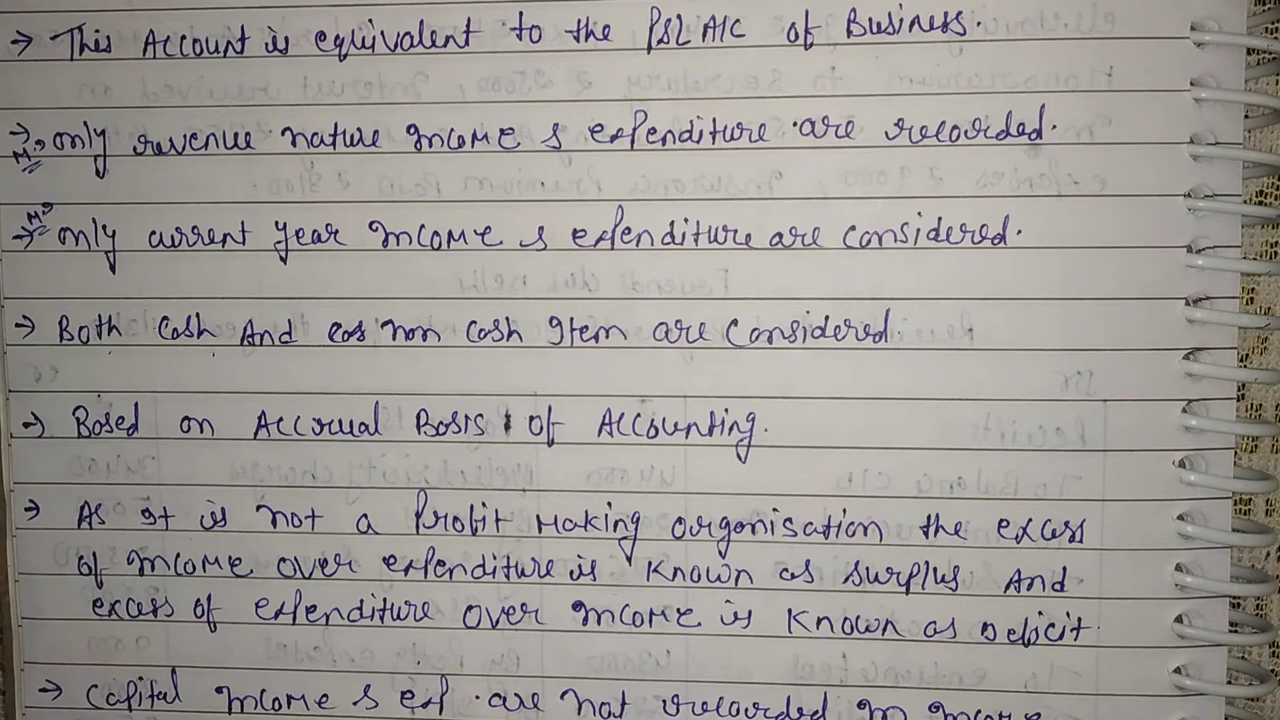 → This Account is equivalent to the P&L A/C of Business.
→ only revenue nature Income & expenditure are recorded.
→ only current year Income & expenditure are considered.
→ Both Cash And non Cash Item are Considered.
→ Based on Accrual Basis of Accounting.
→ As It is not a Profit Making organisation the excess
of Income over expenditure is Known as surplus. And
excess of expenditure over Income is Known as Deficit.
→ Capital Income & exp. are not recorded In Income